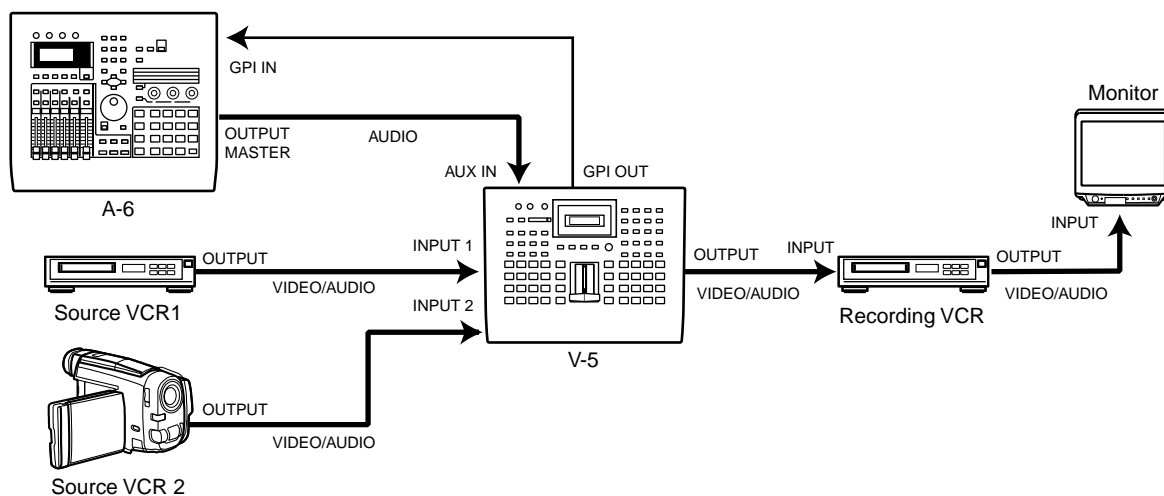 GPI IN
Monitor
OUTPUT
MASTER
AUDIO
AUX IN
GPI OUT
A-6
INPUT
INPUT 1
OUTPUT
VIDEO/AUDIO
Source VCR1
INPUT 2
OUTPUT
VIDEO/AUDIO
INPUT
OUTPUT
VIDEO/AUDIO
Recording VCR
V-5
OUTPUT
VIDEO/AUDIO
Source VCR 2